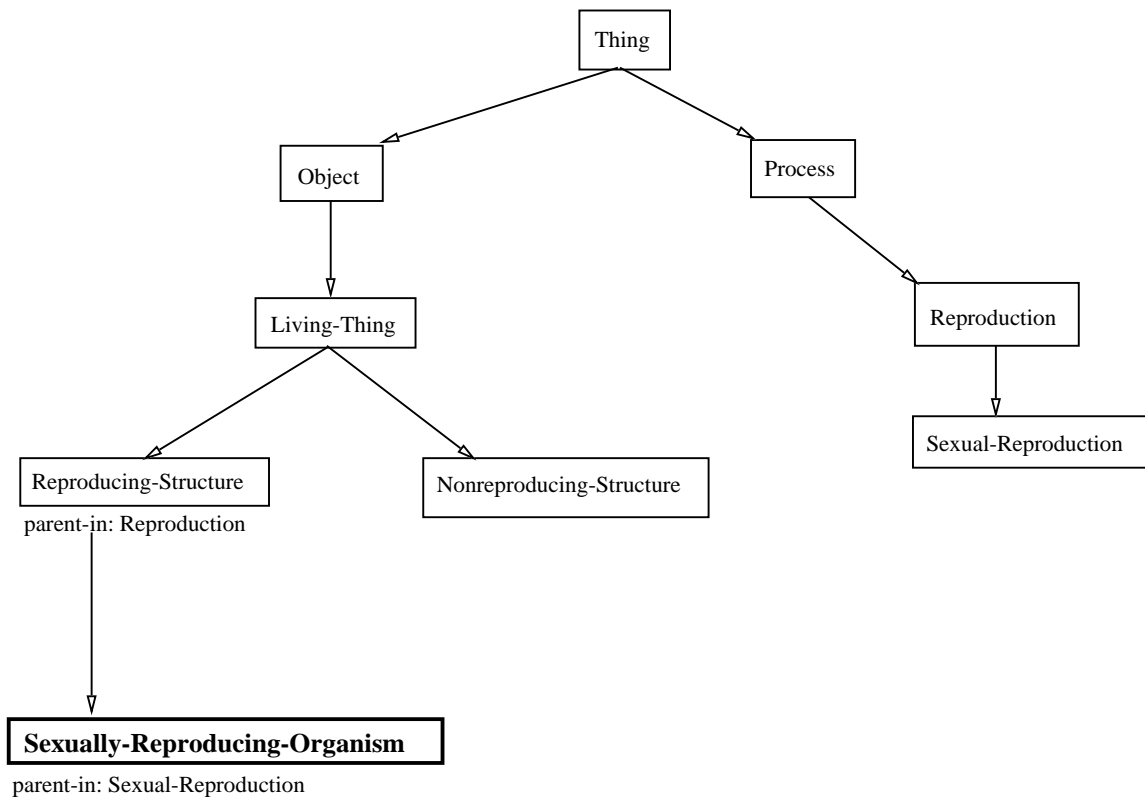 Thing
Object
Process
Living-Thing
Reproduction
Reproducing-Structure
Nonreproducing-Structure
Sexual-Reproduction
parent-in: Reproduction
Sexually-Reproducing-Organism
parent-in: Sexual-Reproduction